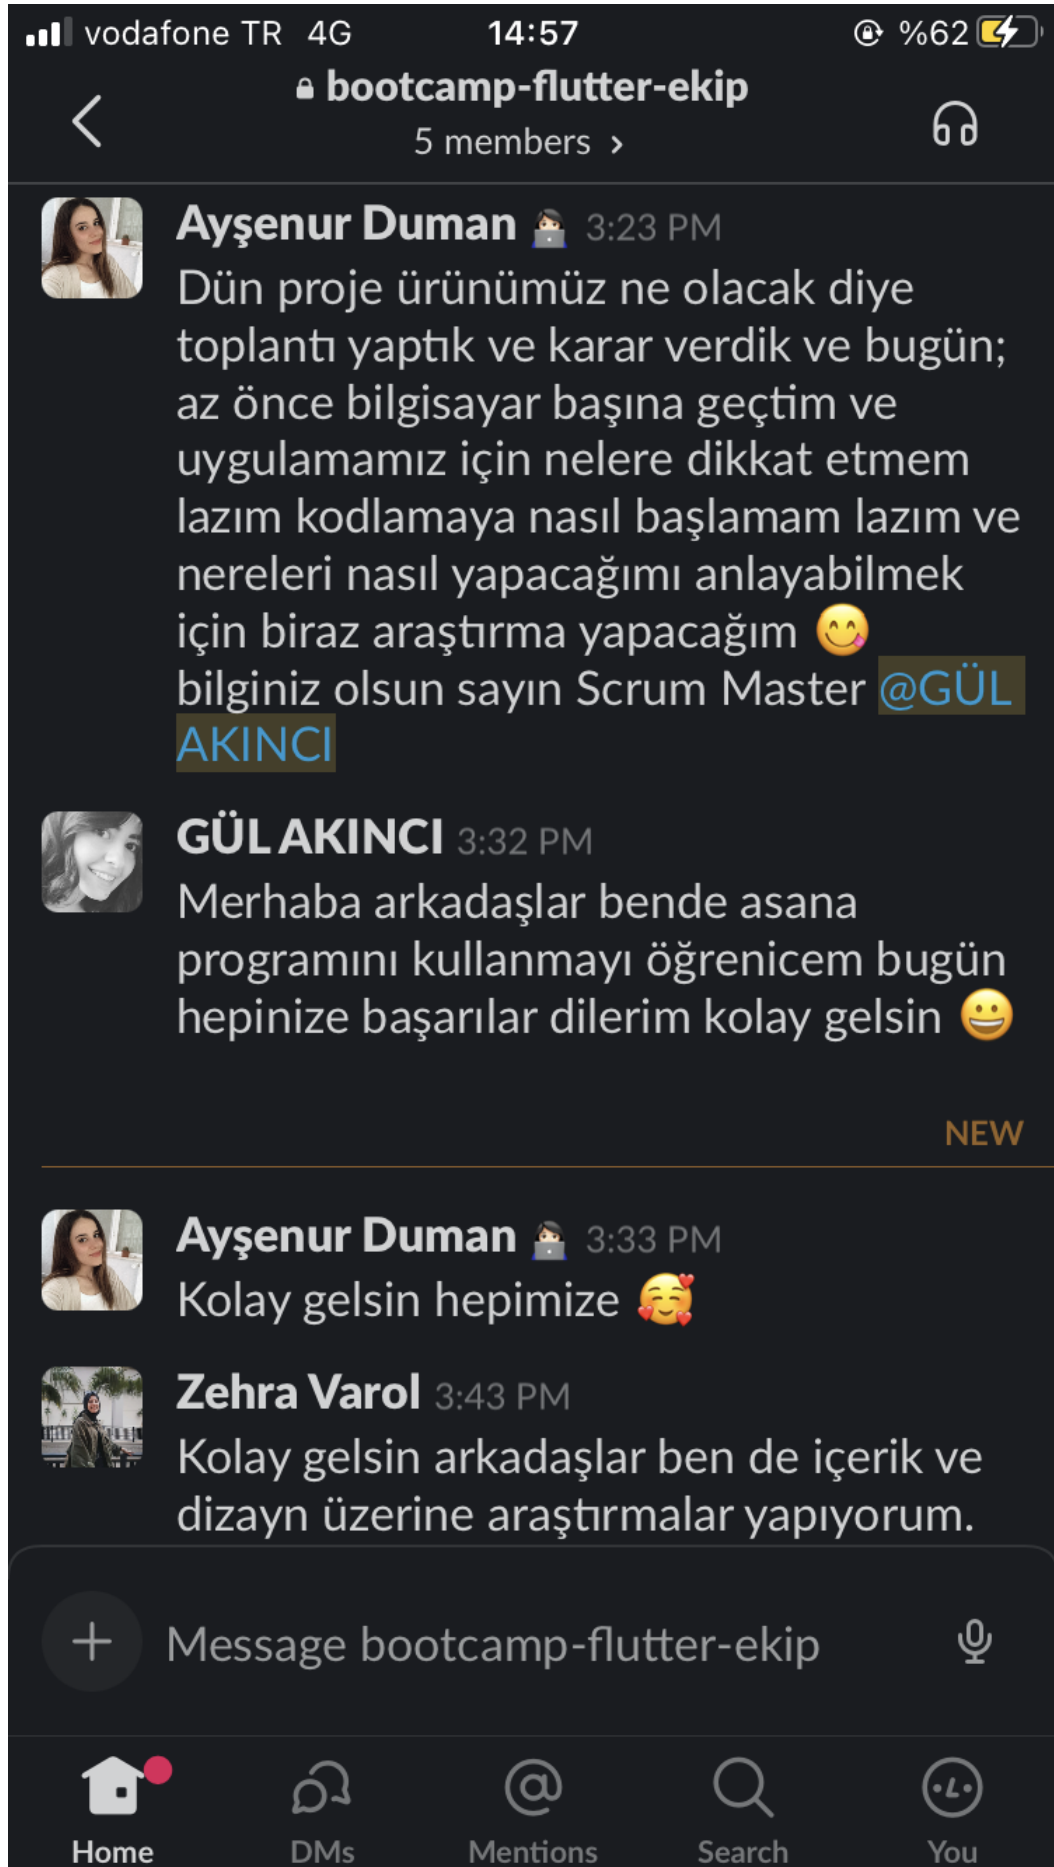 vodafone TR 4G 14:57 %62
bootcamp-flutter-ekip
5 members >
Ayşenur Duman 3:23 PM
Dün proje ürünümüz ne olacak diye
toplantı yaptık ve karar verdik ve bugün;
az önce bilgisayar başına geçtim ve
uygulamamız için nelere dikkat etmem
lazım kodlamaya nasıl başlamam lazım ve
nereleri nasıl yapacağımı anlayabilmek
için biraz araştırma yapacağım 😋
bilginiz olsun sayın Scrum Master @GÜL
AKINCI
GÜL AKINCI 3:32 PM
Merhaba arkadaşlar bende asana
programını kullanmayı öğrenicem bugün
hepinize başarılar dilerim kolay gelsin 😀
NEW
Ayşenur Duman 3:33 PM
Kolay gelsin hepimize 🥰
Zehra Varol 3:43 PM
Kolay gelsin arkadaşlar ben de içerik ve
dizayn üzerine araştırmalar yapıyorum.
Message bootcamp-flutter-ekip
Home DMs Mentions Search You